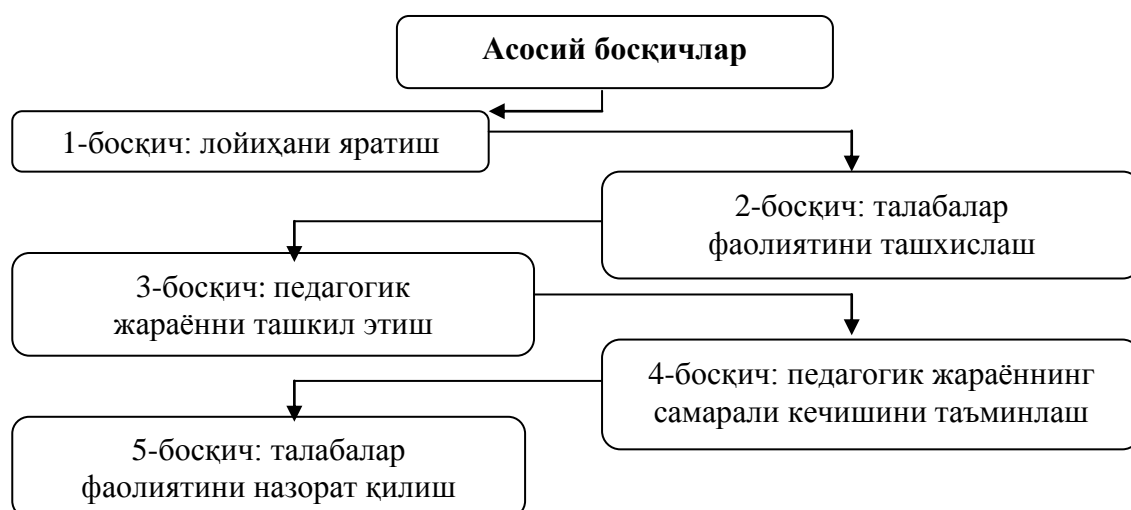 Асосий босқичлар
1-босқич: лойиҳани яратиш
2-босқич: талабалар
фаолиятини ташхислаш
3-босқич: педагогик
жараённи ташкил этиш
4-босқич: педагогик жараённинг
самарали кечишини таъминлаш
5-босқич: талабалар
фаолиятини назорат қилиш